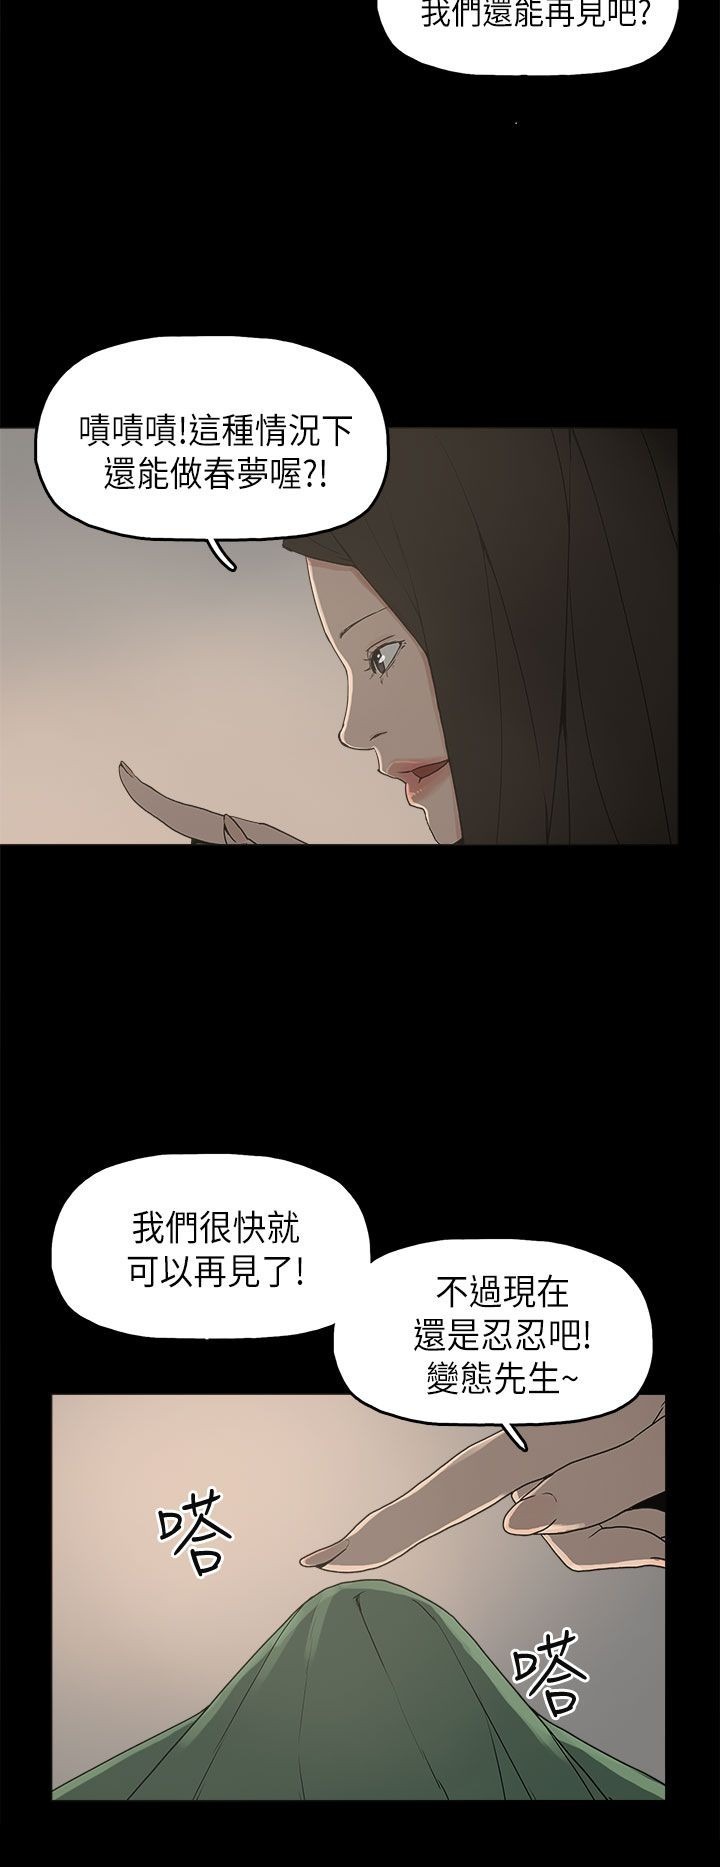 我們還能再見吧?
嘖嘖嘖!這種情況下
還能做春夢喔?!
我們很快就
可以再見了!
不過現在
還是忍忍吧!
變態先生~
嗒
嗒